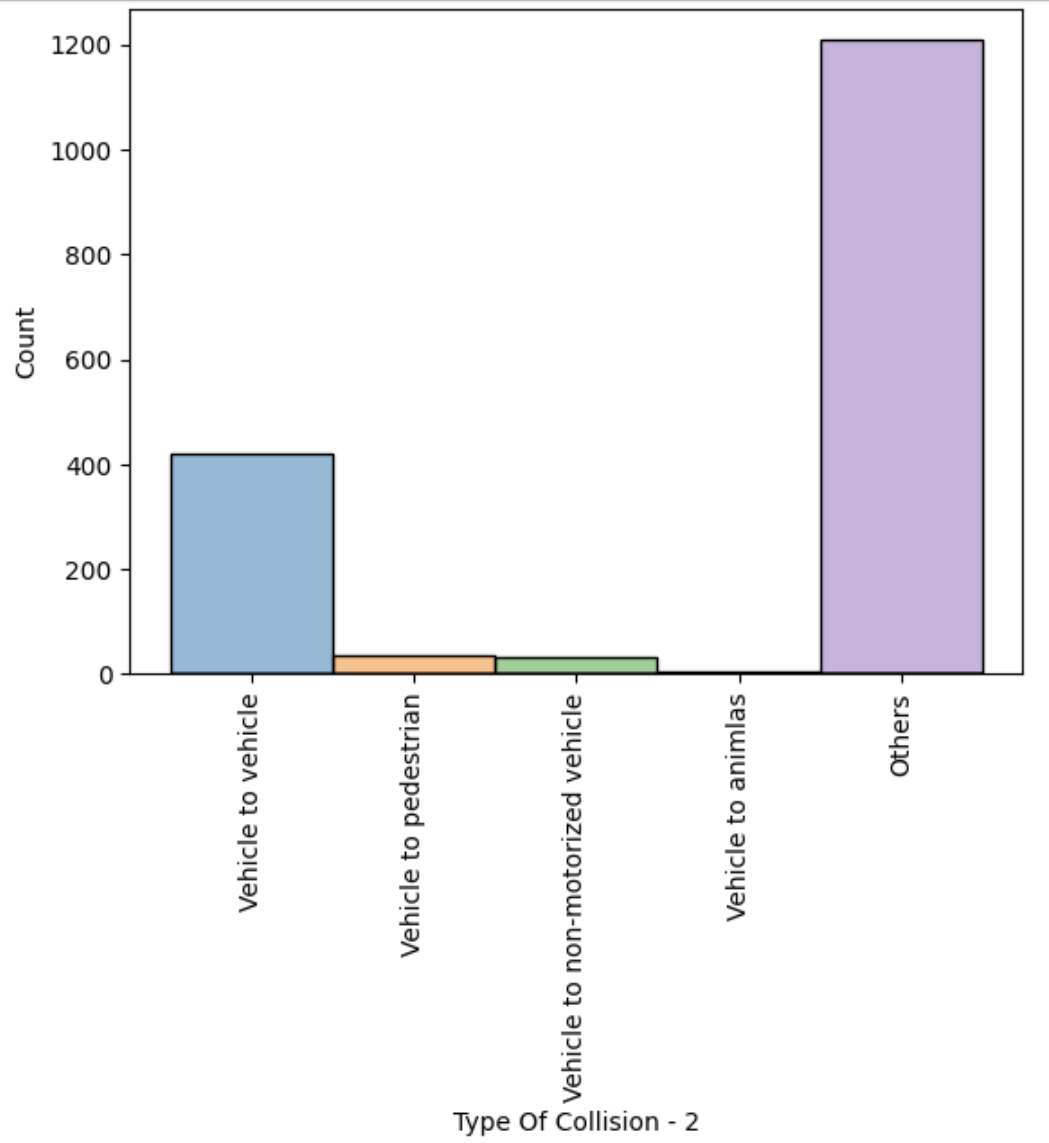 1200
1000
800
600
400
200
0
Count
Vehicle to vehicle
Vehicle to pedestrian
Vehicle to non-motorized vehicle
Vehicle to animlas
Others
Type Of Collision - 2